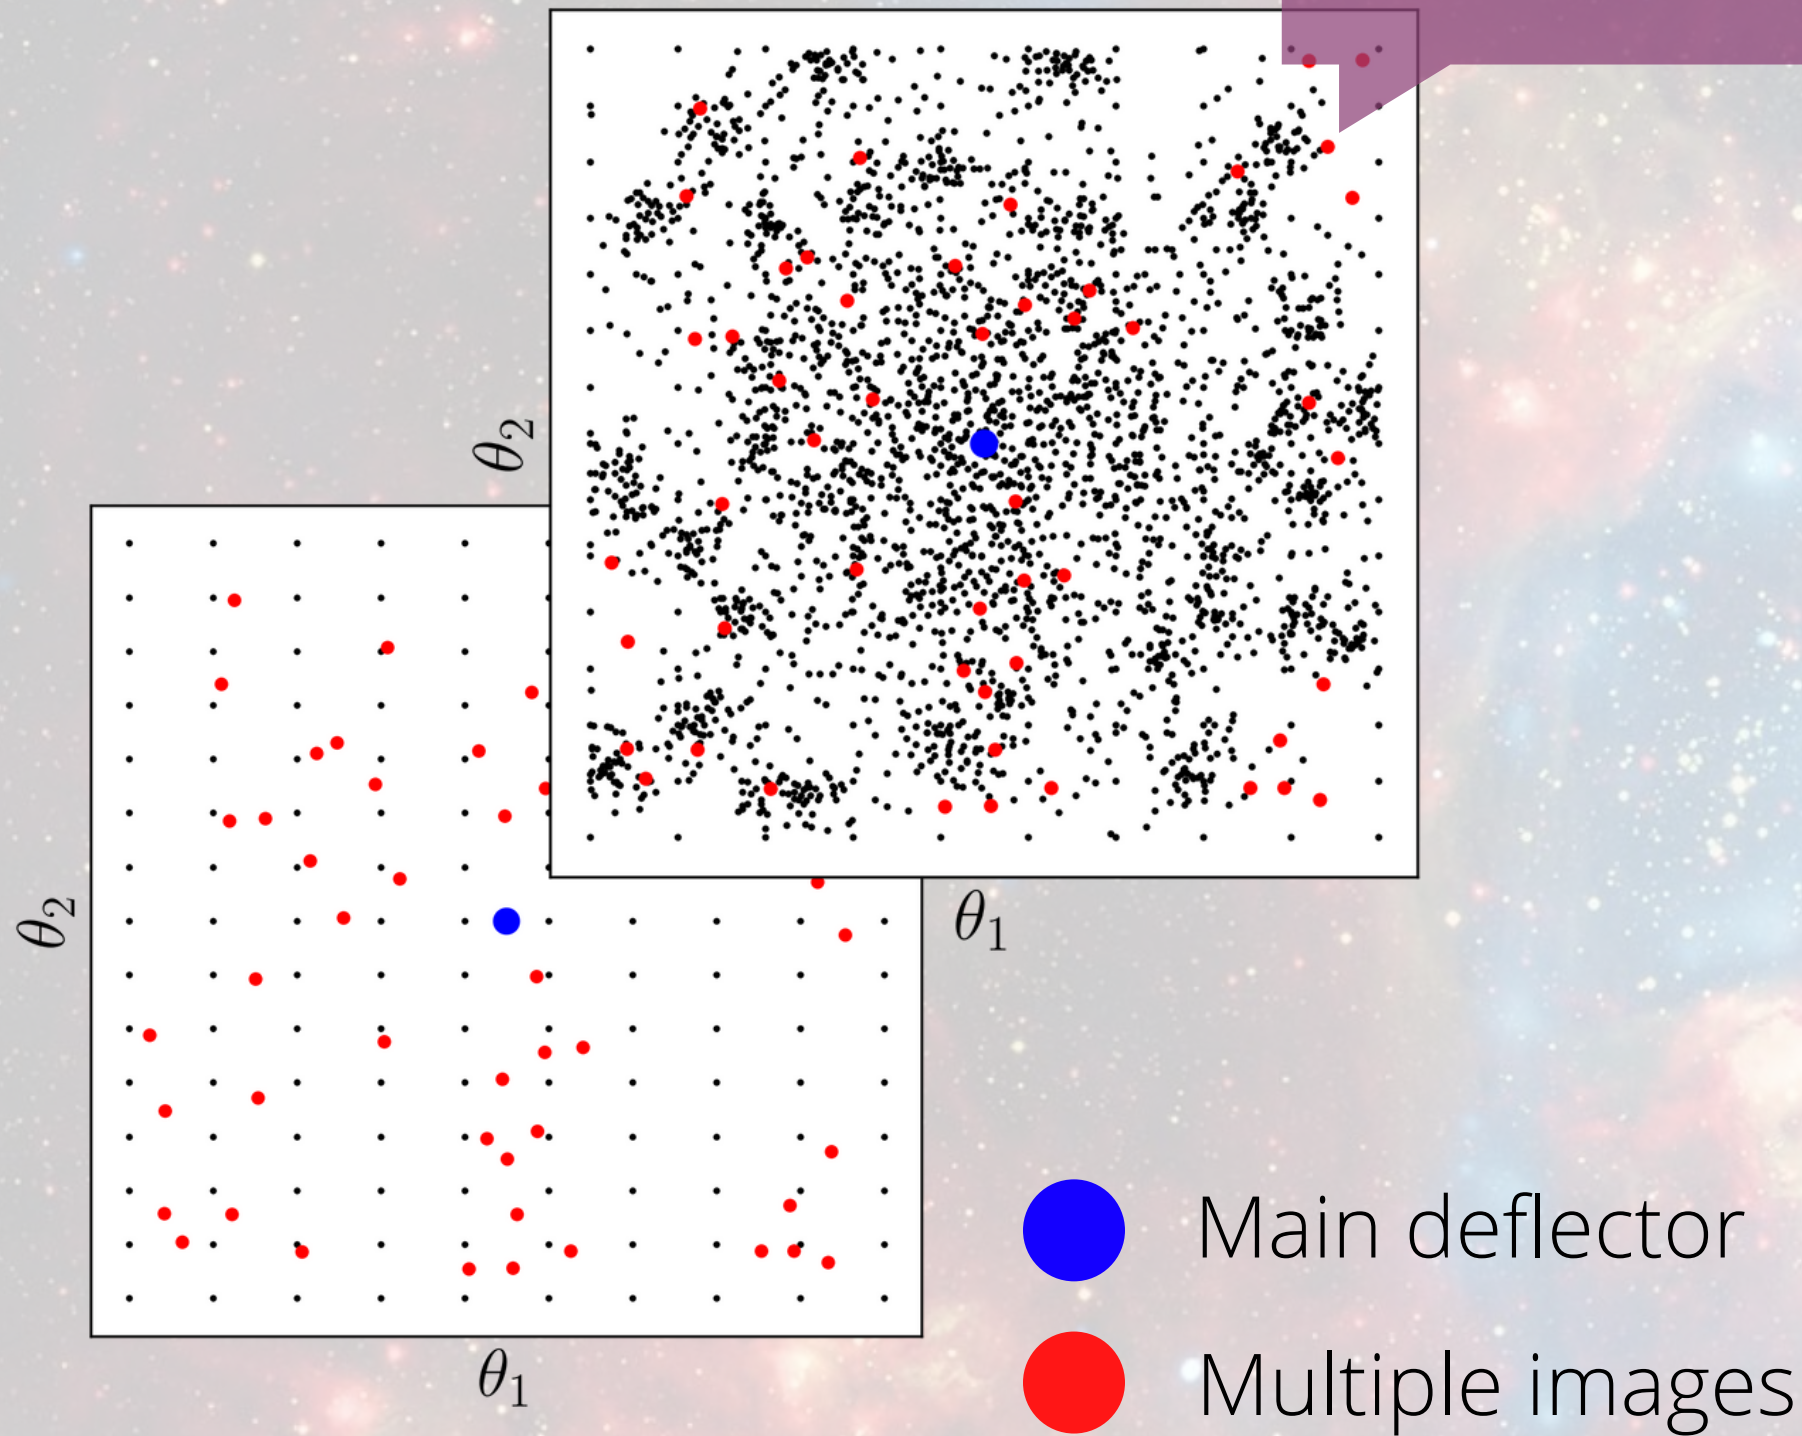 θ₂
θ₁
θ₂
θ₁
Main deflector
Multiple images